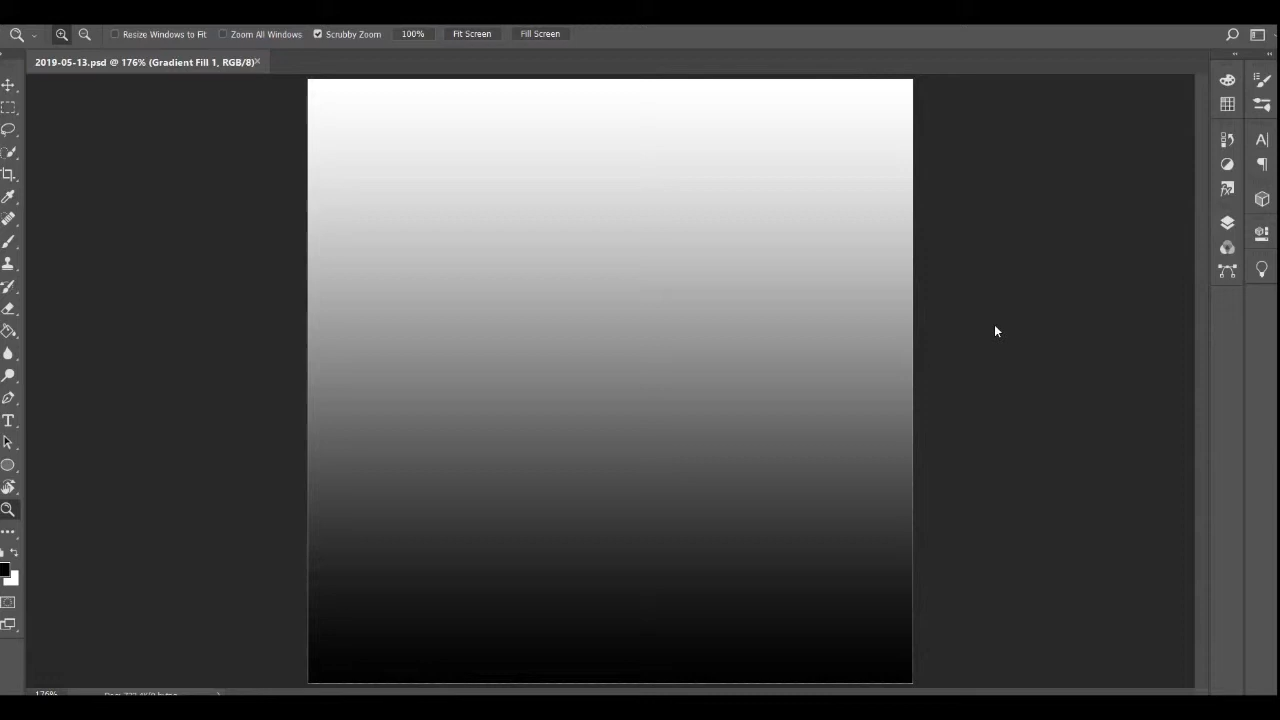 Resize Windows to Fit Zoom All Windows Scrubby Zoom 100% Fit Screen Fill Screen
2019-05-13.psd @ 176% (Gradient Fill 1, RGB/8)
176%